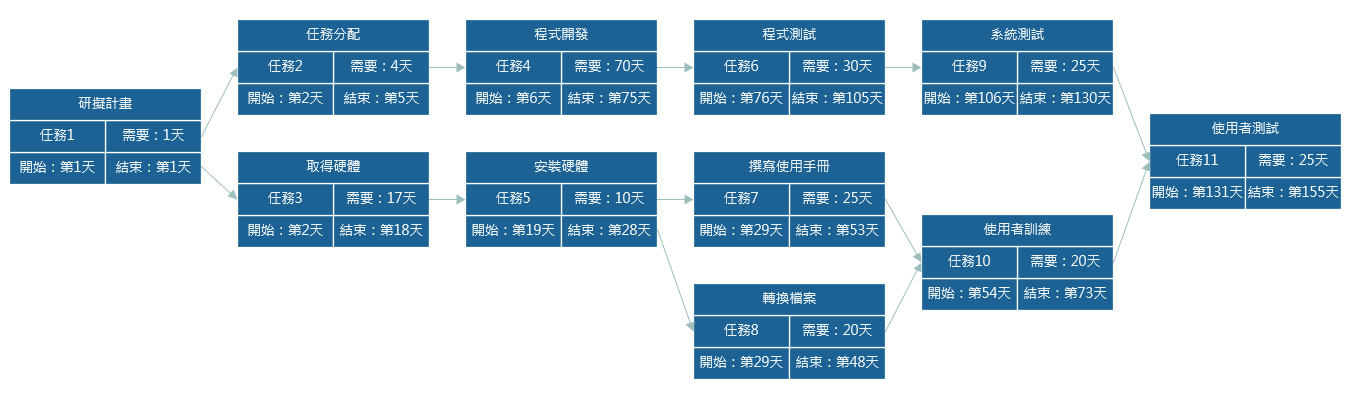 研擬計畫
任務1
需要：1天
開始：第1天
結束：第1天
任務分配
任務2
需要：4天
開始：第2天
結束：第5天
取得硬體
任務3
需要：17天
開始：第2天
結束：第18天
程式開發
任務4
需要：70天
開始：第6天
結束：第75天
安裝硬體
任務5
需要：10天
開始：第19天
結束：第28天
程式測試
任務6
需要：30天
開始：第76天
結束：第105天
撰寫使用手冊
任務7
需要：25天
開始：第29天
結束：第53天
轉換檔案
任務8
需要：20天
開始：第29天
結束：第48天
系統測試
任務9
需要：25天
開始：第106天
結束：第130天
使用者訓練
任務10
需要：20天
開始：第54天
結束：第73天
使用者測試
任務11
需要：25天
開始：第131天
結束：第155天